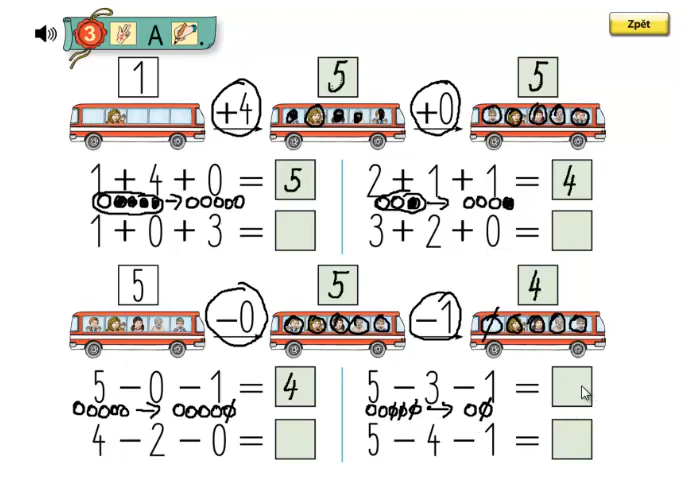 3 A . Zpět
1 5 5
+4 +0
1 + 4 + 0 = 5 2 + 1 + 1 = 4
1 + 0 + 3 = 3 + 2 + 0 =
5 5 4
−0 −1
5 − 0 − 1 = 4 5 − 3 − 1 =
4 − 2 − 0 = 5 − 4 − 1 =